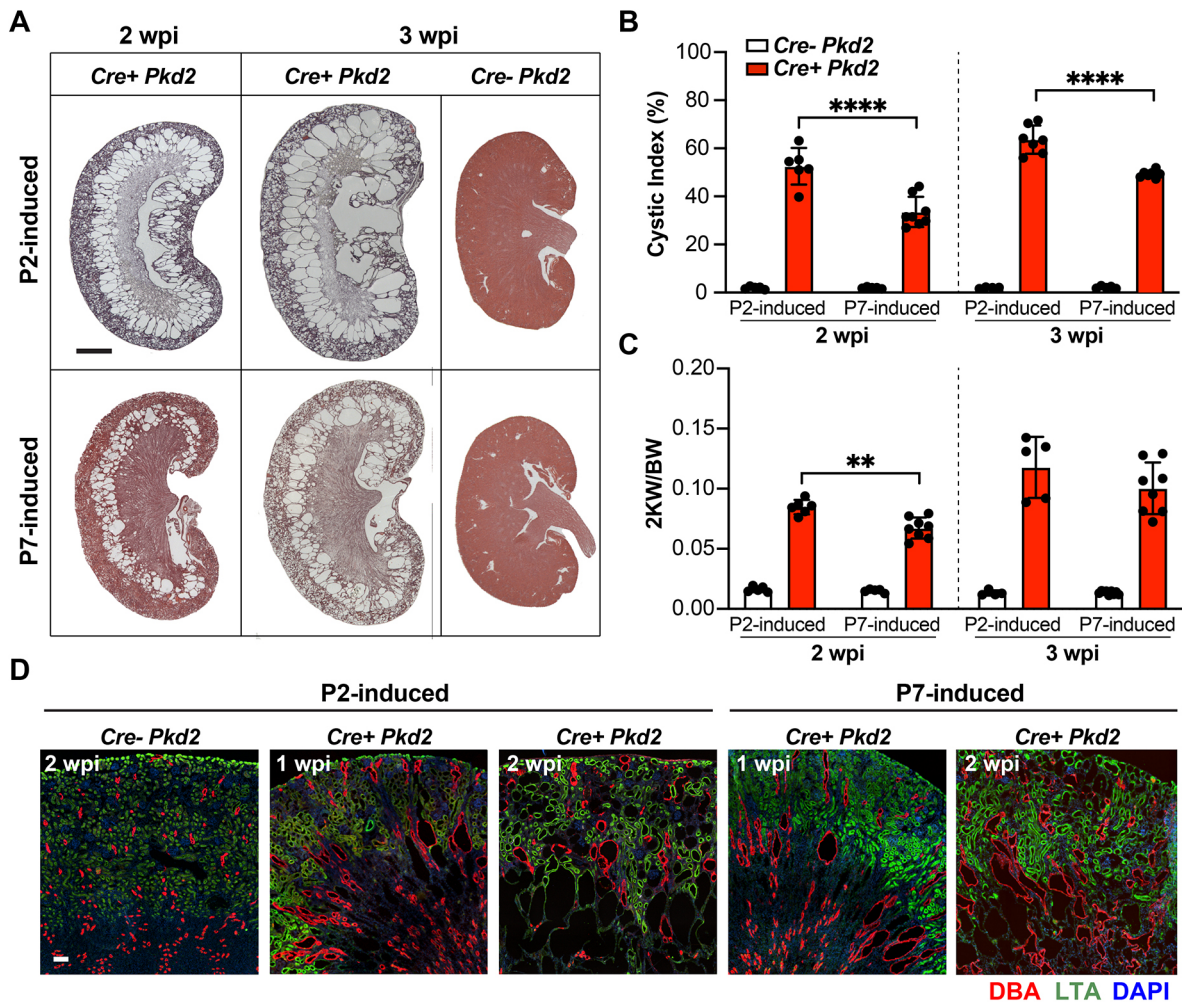 A
2 wpi
3 wpi
Cre+ Pkd2
Cre+ Pkd2
Cre- Pkd2
P2-induced
P7-induced
B
Cre- Pkd2
Cre+ Pkd2
Cystic Index (%)
100
80
60
40
20
0
****
****
P2-induced
P7-induced
P2-induced
P7-induced
2 wpi
3 wpi
C
2KW/BW
0.20
0.15
0.10
0.05
0.00
**
P2-induced
P7-induced
P2-induced
P7-induced
2 wpi
3 wpi
D
P2-induced
P7-induced
Cre- Pkd2
Cre+ Pkd2
Cre+ Pkd2
Cre+ Pkd2
Cre+ Pkd2
2 wpi
1 wpi
2 wpi
1 wpi
2 wpi
DBA LTA DAPI